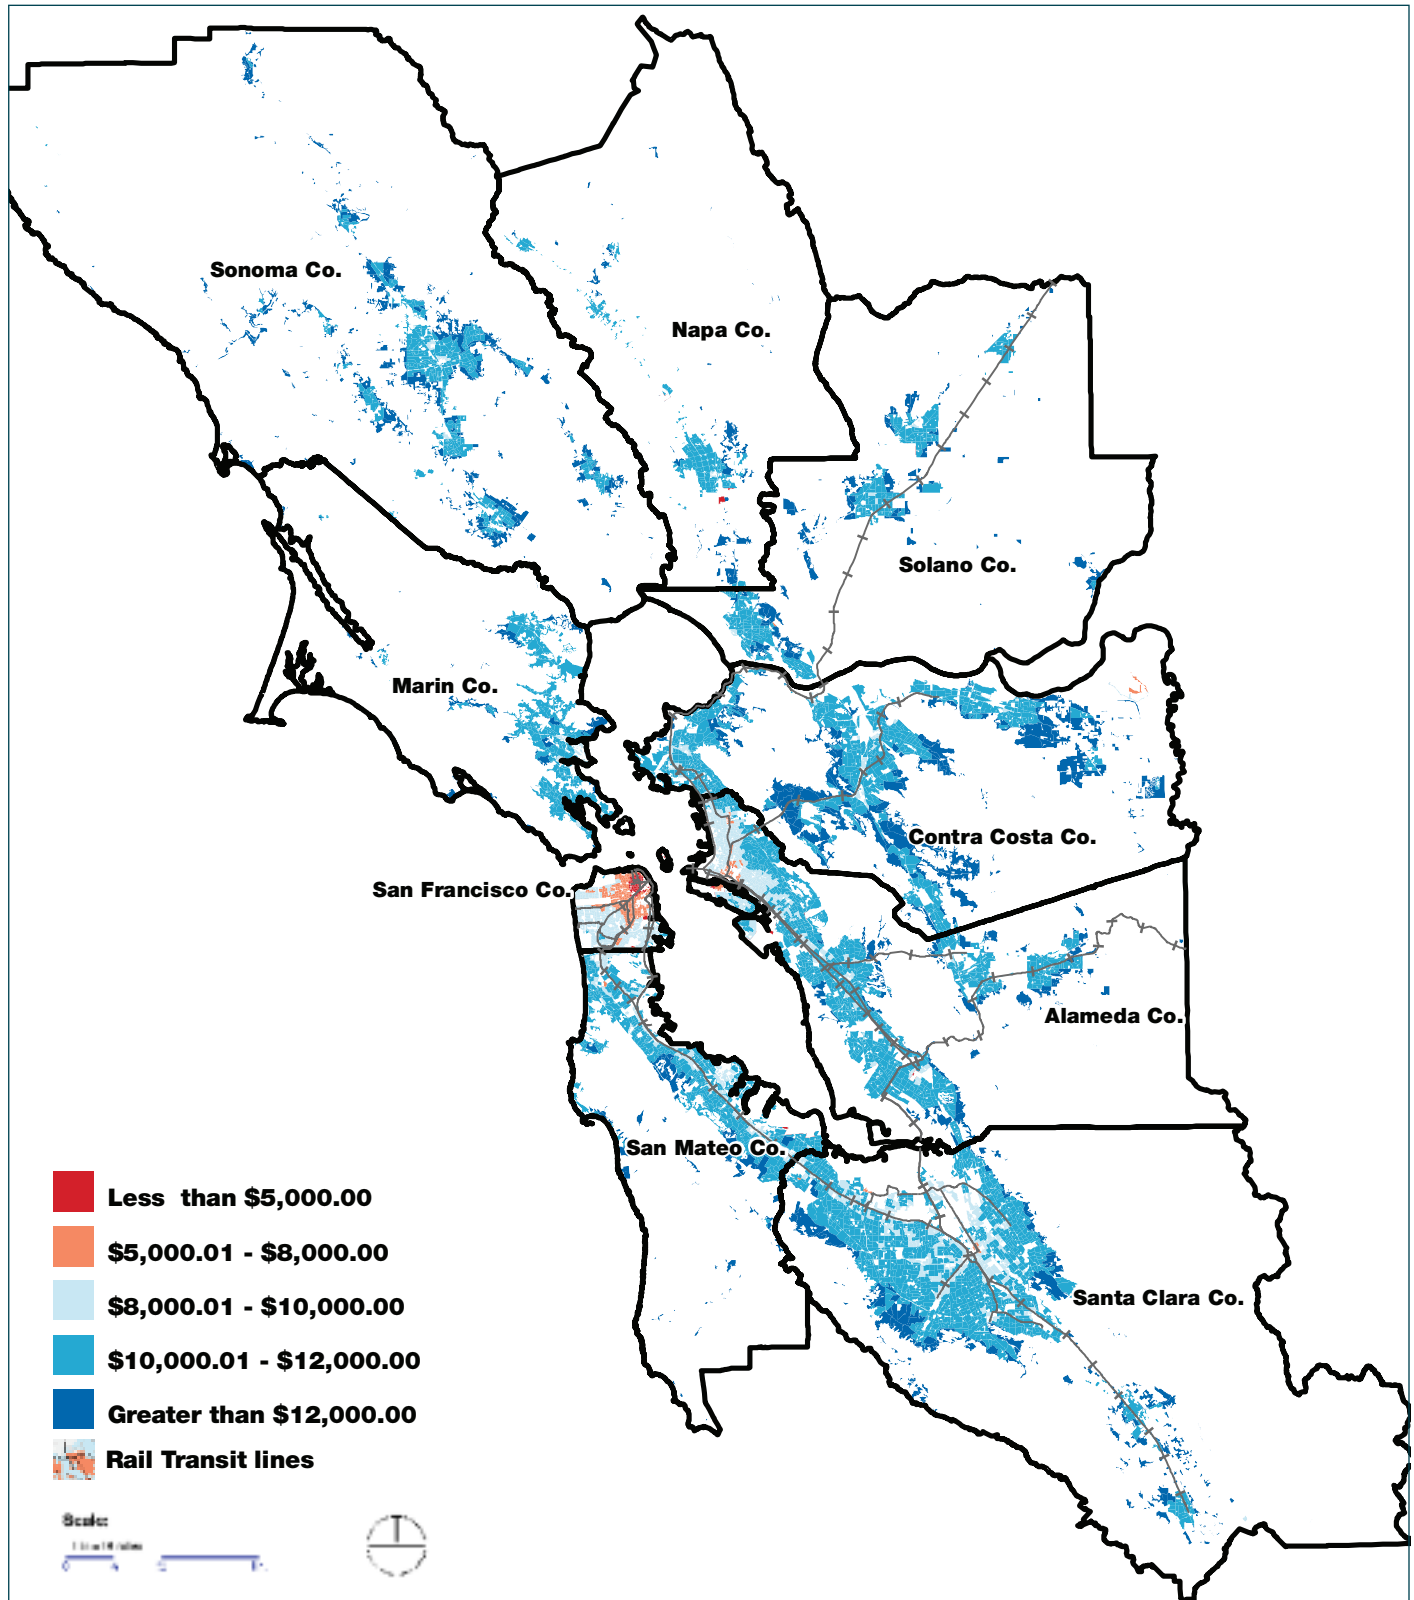 Sonoma Co.
Napa Co.
Solano Co.
Marin Co.
Contra Costa Co.
San Francisco Co.
Alameda Co.
San Mateo Co.
Santa Clara Co.
Less than $5,000.00
$5,000.01 - $8,000.00
$8,000.01 - $10,000.00
$10,000.01 - $12,000.00
Greater than $12,000.00
Rail Transit lines
Scale: